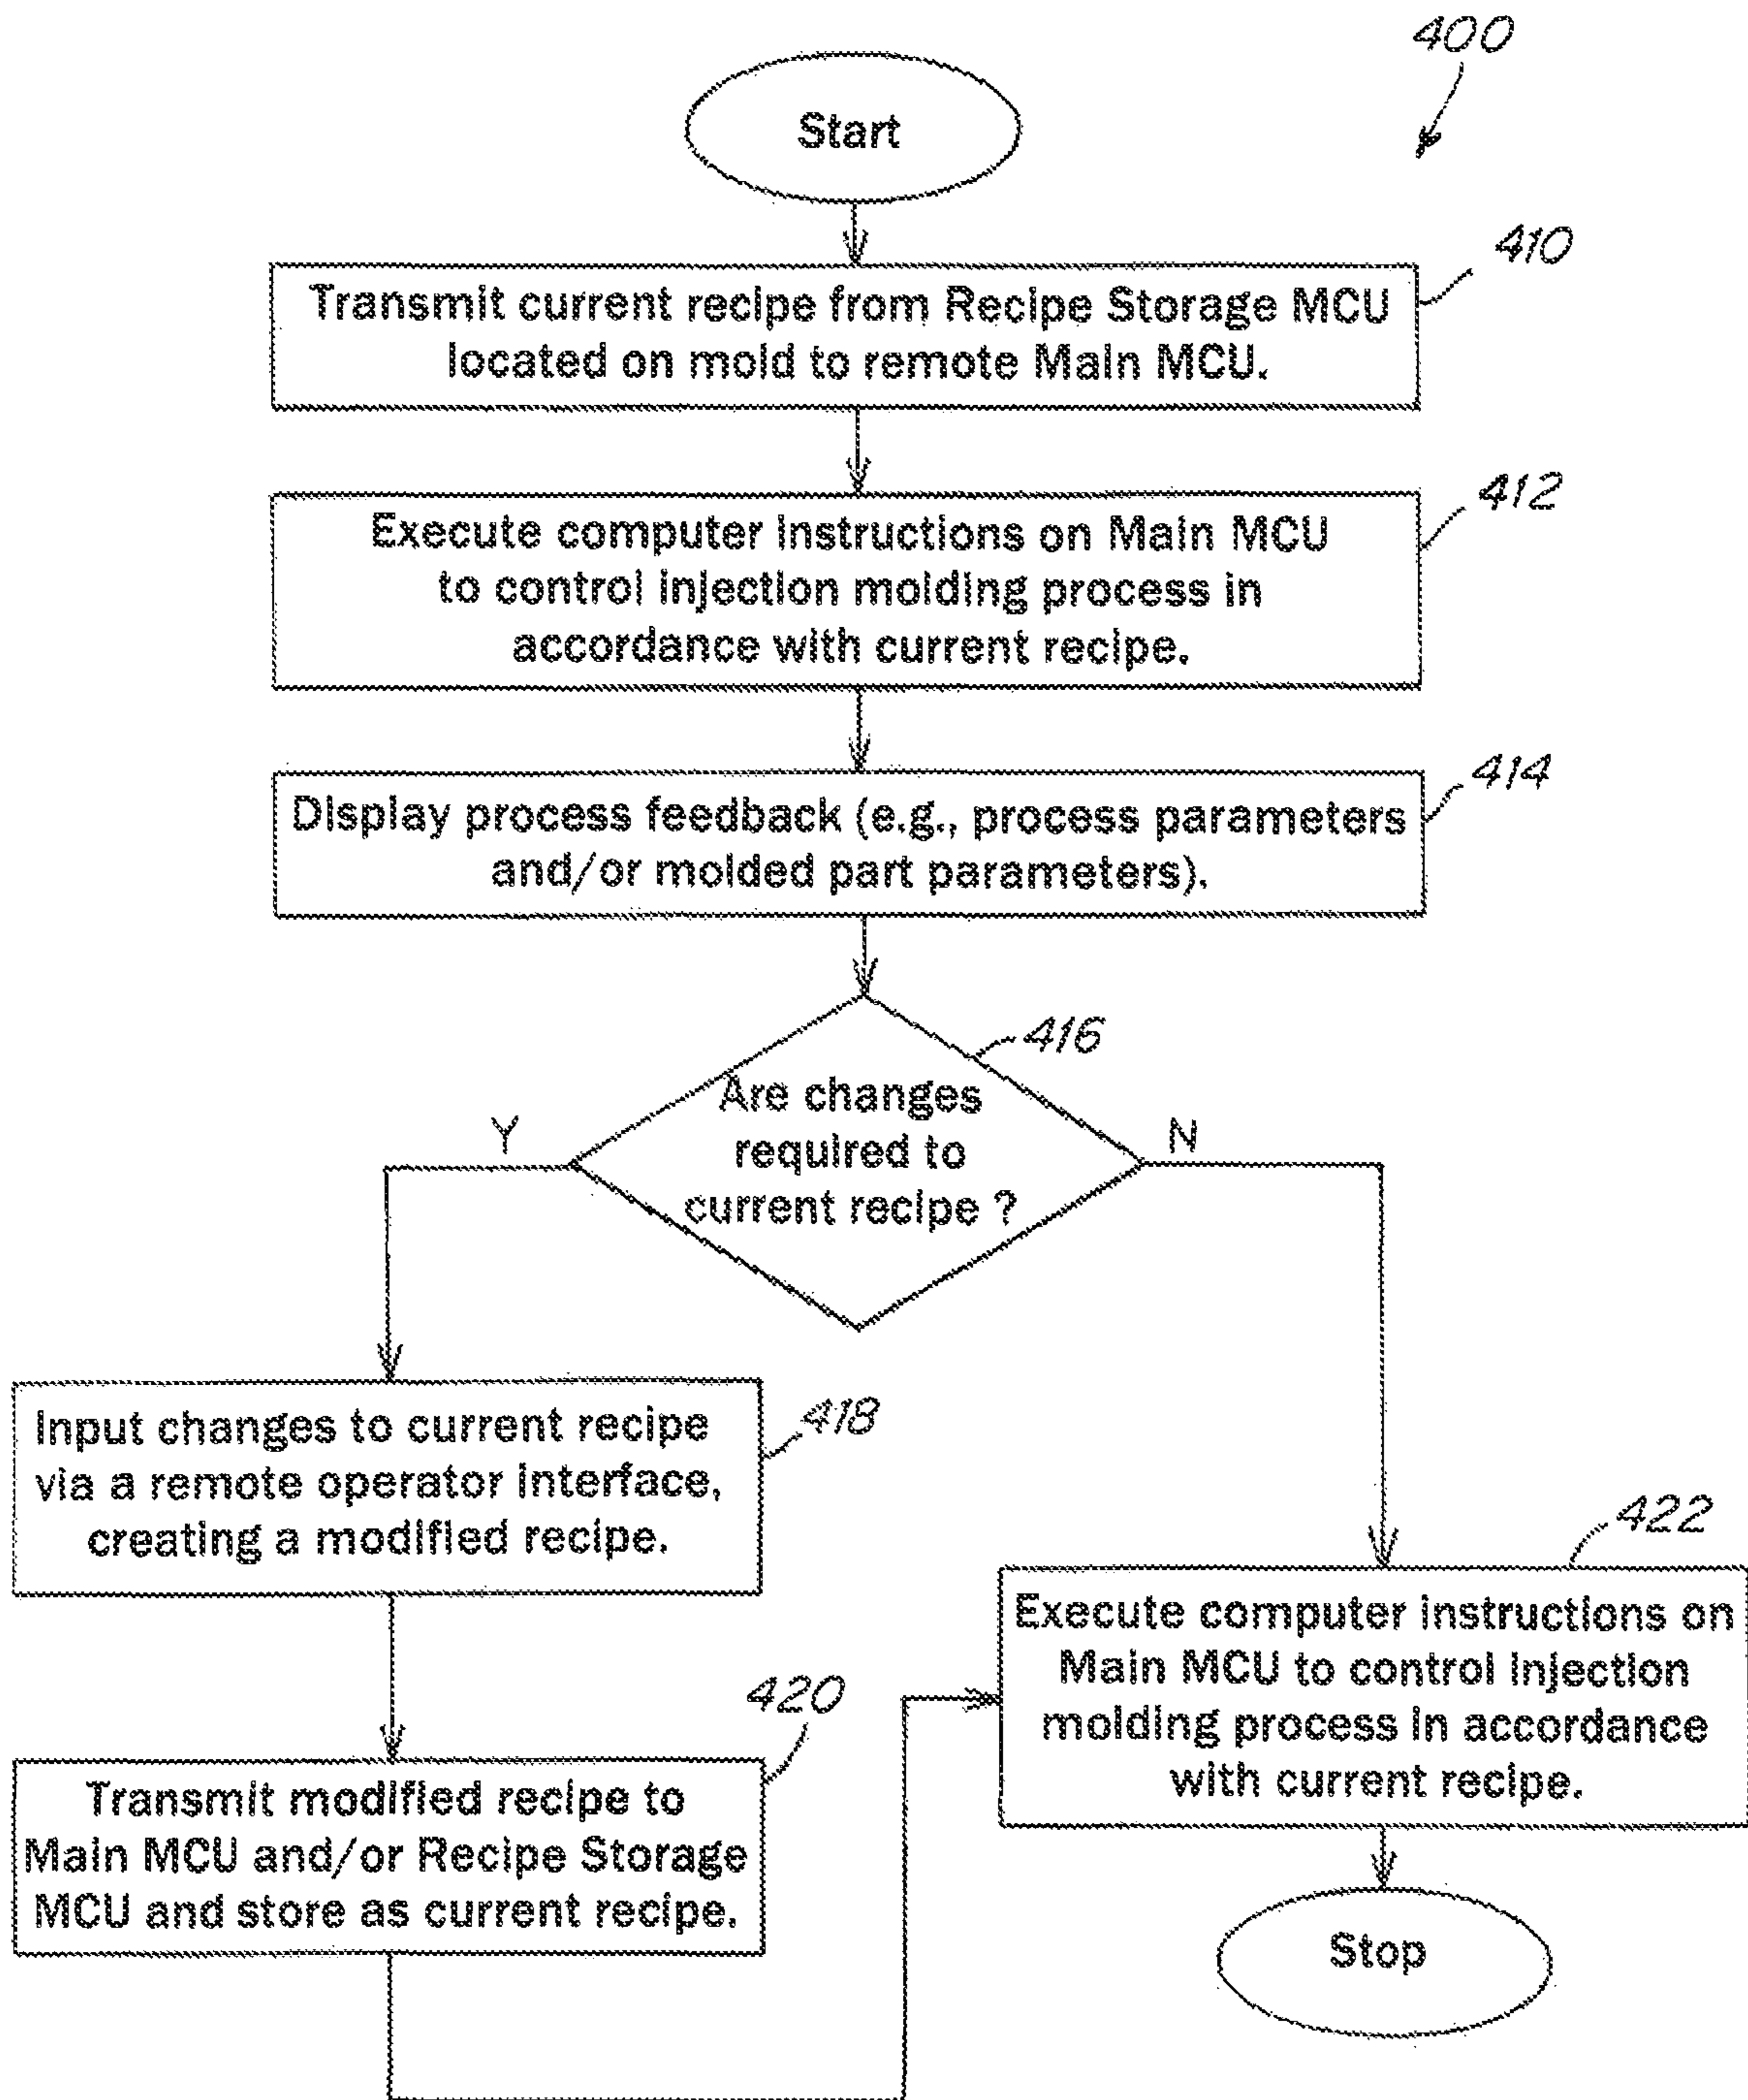 400
Start
410
Transmit current recipe from Recipe Storage MCU
located on mold to remote Main MCU.
412
Execute computer instructions on Main MCU
to control injection molding process in
accordance with current recipe.
414
Display process feedback (e.g., process parameters
and/or molded part parameters).
416
Are changes
required to
current recipe ?
Y
N
418
Input changes to current recipe
via a remote operator interface,
creating a modified recipe.
420
Transmit modified recipe to
Main MCU and/or Recipe Storage
MCU and store as current recipe.
422
Execute computer instructions on
Main MCU to control injection
molding process in accordance
with current recipe.
Stop